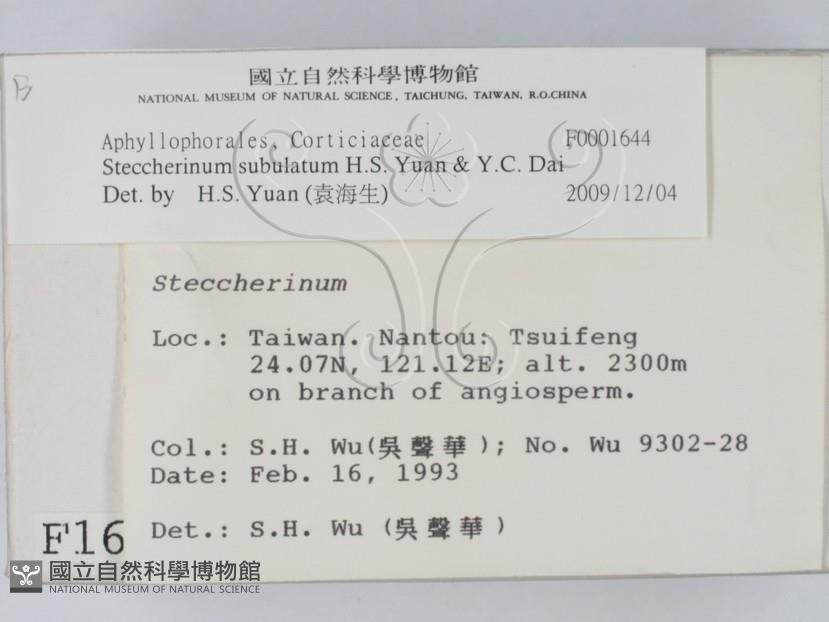 B
國立自然科學博物館
NATIONAL MUSEUM OF NATURAL SCIENCE, TAICHUNG, TAIWAN, R.O.CHINA
Aphyllophorales, Corticiaceae F0001644
Steccherinum subulatum H.S. Yuan & Y.C. Dai
Det. by H.S. Yuan (袁海生) 2009/12/04
Steccherinum
Loc.: Taiwan. Nantou: Tsuifeng
24.07N, 121.12E; alt. 2300m
on branch of angiosperm.
Col.: S.H. Wu(吳聲華); No. Wu 9302-28
Date: Feb. 16, 1993
Det.: S.H. Wu (吳聲華)
F16
國立自然科學博物館
NATIONAL MUSEUM OF NATURAL SCIENCE